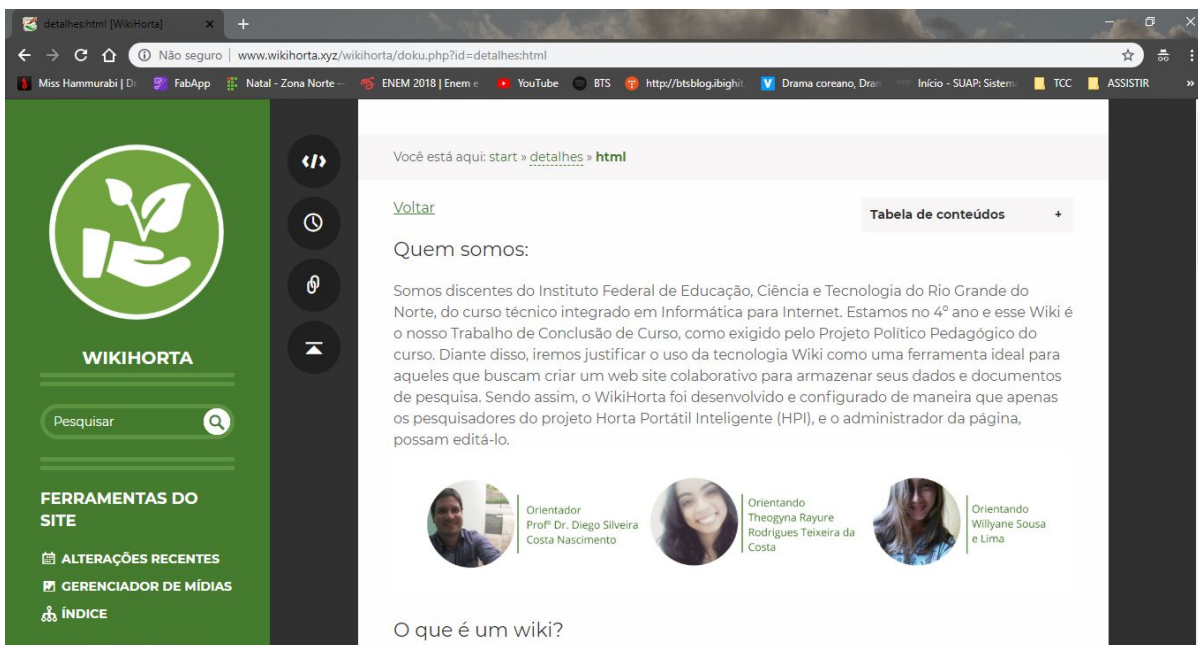 detalhes:html [WikiHorta]
Não seguro | www.wikihorta.xyz/wikihorta/doku.php?id=detalhes:html
Miss Hammurabi | Dr. FabApp Natal - Zona Norte — ENEM 2018 | Enem e YouTube BTS http://btsblog.ibighit. Drama coreano, Dran Início - SUAP: Sistema TCC ASSISTIR »
Você está aqui: start » detalhes » html
Voltar
Tabela de conteúdos +
Quem somos:
Somos discentes do Instituto Federal de Educação, Ciência e Tecnologia do Rio Grande do
Norte, do curso técnico integrado em Informática para Internet. Estamos no 4º ano e esse Wiki é
o nosso Trabalho de Conclusão de Curso, como exigido pelo Projeto Político Pedagógico do
curso. Diante disso, iremos justificar o uso da tecnologia Wiki como uma ferramenta ideal para
aqueles que buscam criar um web site colaborativo para armazenar seus dados e documentos
de pesquisa. Sendo assim, o WikiHorta foi desenvolvido e configurado de maneira que apenas
os pesquisadores do projeto Horta Portátil Inteligente (HPI), e o administrador da página,
possam editá-lo.
Orientador
Profº Dr. Diego Silveira
Costa Nascimento
Orientando
Theogyna Rayure
Rodrigues Teixeira da
Costa
Orientando
Willyane Sousa
e Lima
O que é um wiki?
WIKIHORTA
Pesquisar
FERRAMENTAS DO
SITE
ALTERAÇÕES RECENTES
GERENCIADOR DE MÍDIAS
ÍNDICE